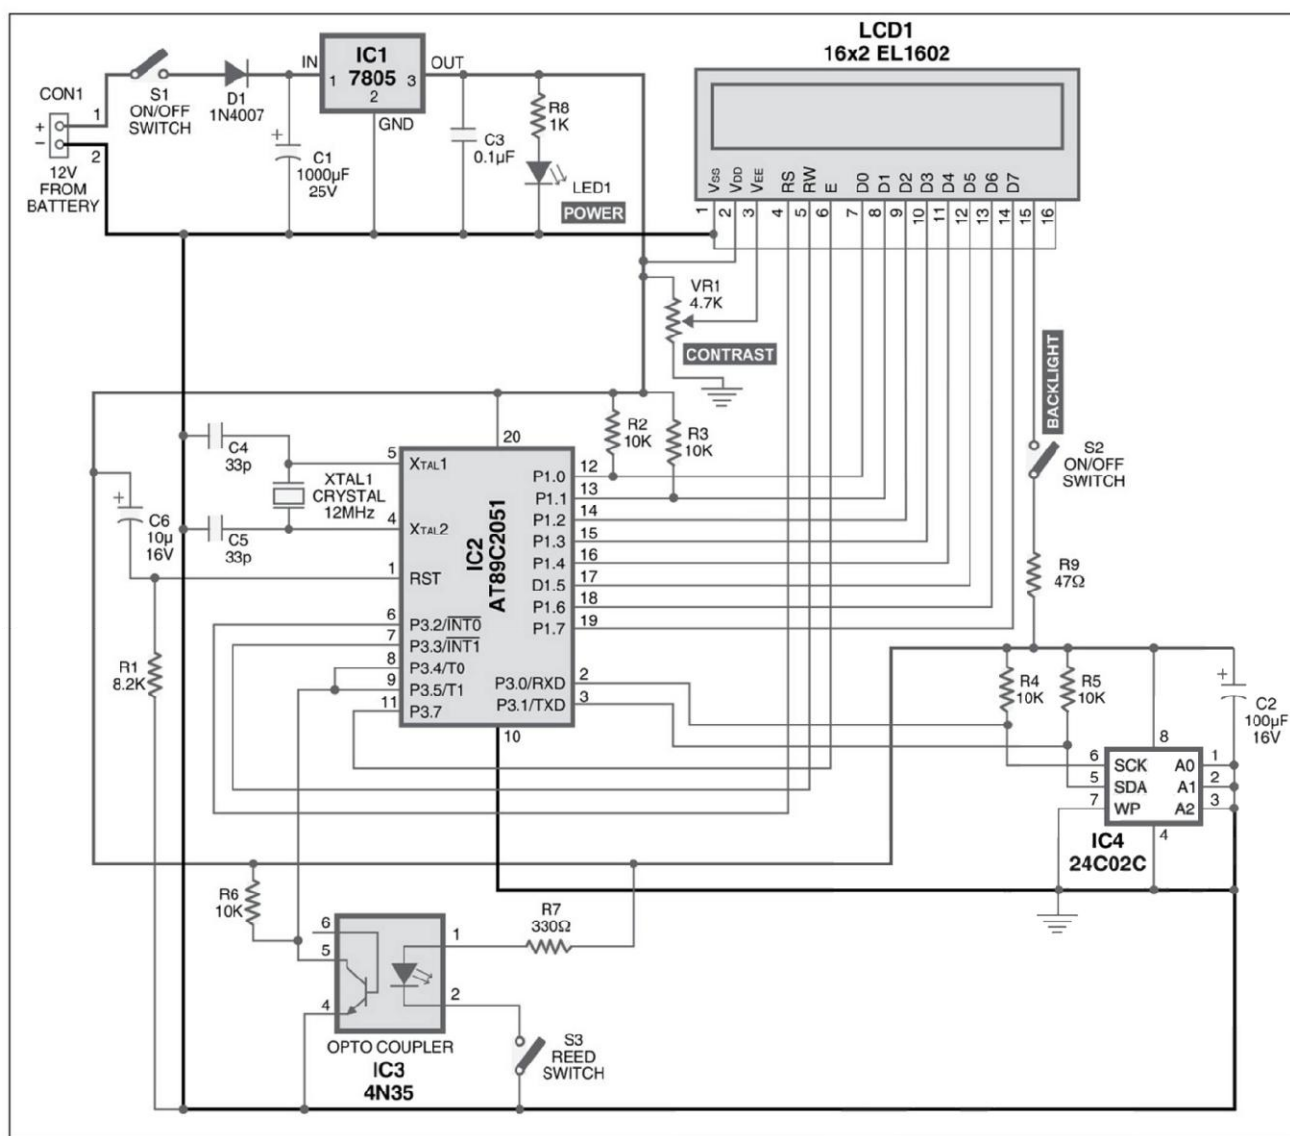 LCD1
16x2 EL1602
IC1
7805
IN
OUT
1
3
2
GND
CON1
1
+
−
2
12V
FROM
BATTERY
S1
ON/OFF
SWITCH
D1
1N4007
+
C1
1000µF
25V
C3
0.1µF
R8
1K
LED1
POWER
VSS
VDD
VEE
RS
RW
E
D0
D1
D2
D3
D4
D5
D6
D7
1
2
3
4
5
6
7
8
9
10
11
12
13
14
15
16
VR1
4.7K
CONTRAST
BACKLIGHT
S2
ON/OFF
SWITCH
R9
47Ω
R2
10K
R3
10K
C4
33p
XTAL1
CRYSTAL
12MHz
C5
33p
+
C6
10µ
16V
R1
8.2K
IC2
AT89C2051
20
5 XTAL1
4 XTAL2
1 RST
6 P3.2/INT0
7 P3.3/INT1
8 P3.4/T0
9 P3.5/T1
11 P3.7
P1.0 12
P1.1 13
P1.2 14
P1.3 15
P1.4 16
D1.5 17
P1.6 18
P1.7 19
P3.0/RXD 2
P3.1/TXD 3
10
R4
10K
R5
10K
+
C2
100µF
16V
8
6 SCK A0 1
5 SDA A1 2
7 WP A2 3
4
IC4
24C02C
R6
10K
R7
330Ω
6
5
4
1
2
OPTO COUPLER
IC3
4N35
S3
REED
SWITCH